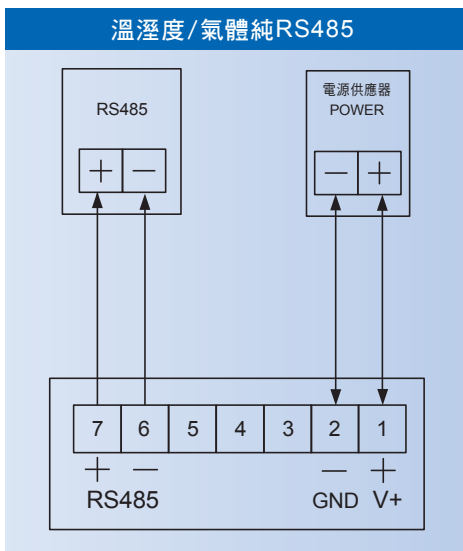 溫溼度/氣體純RS485
RS485
電源供應器
POWER
+ −
− +
7 6 5 4 3 2 1
+ − − +
RS485 GND V+